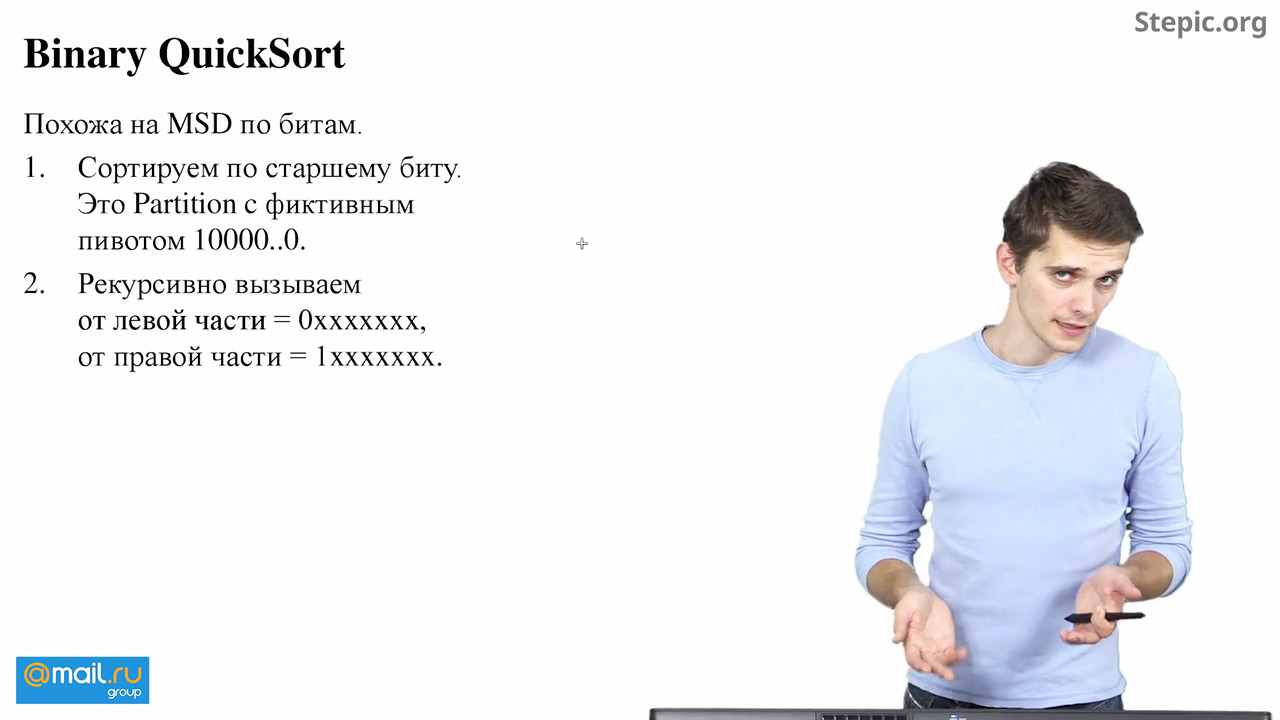 Stepic.org
Binary QuickSort
Похожа на MSD по битам.
1. Сортируем по старшему биту.
Это Partition с фиктивным
пивотом 10000..0.
2. Рекурсивно вызываем
от левой части = 0xxxxxxx,
от правой части = 1xxxxxxx.
@mail.ru
group